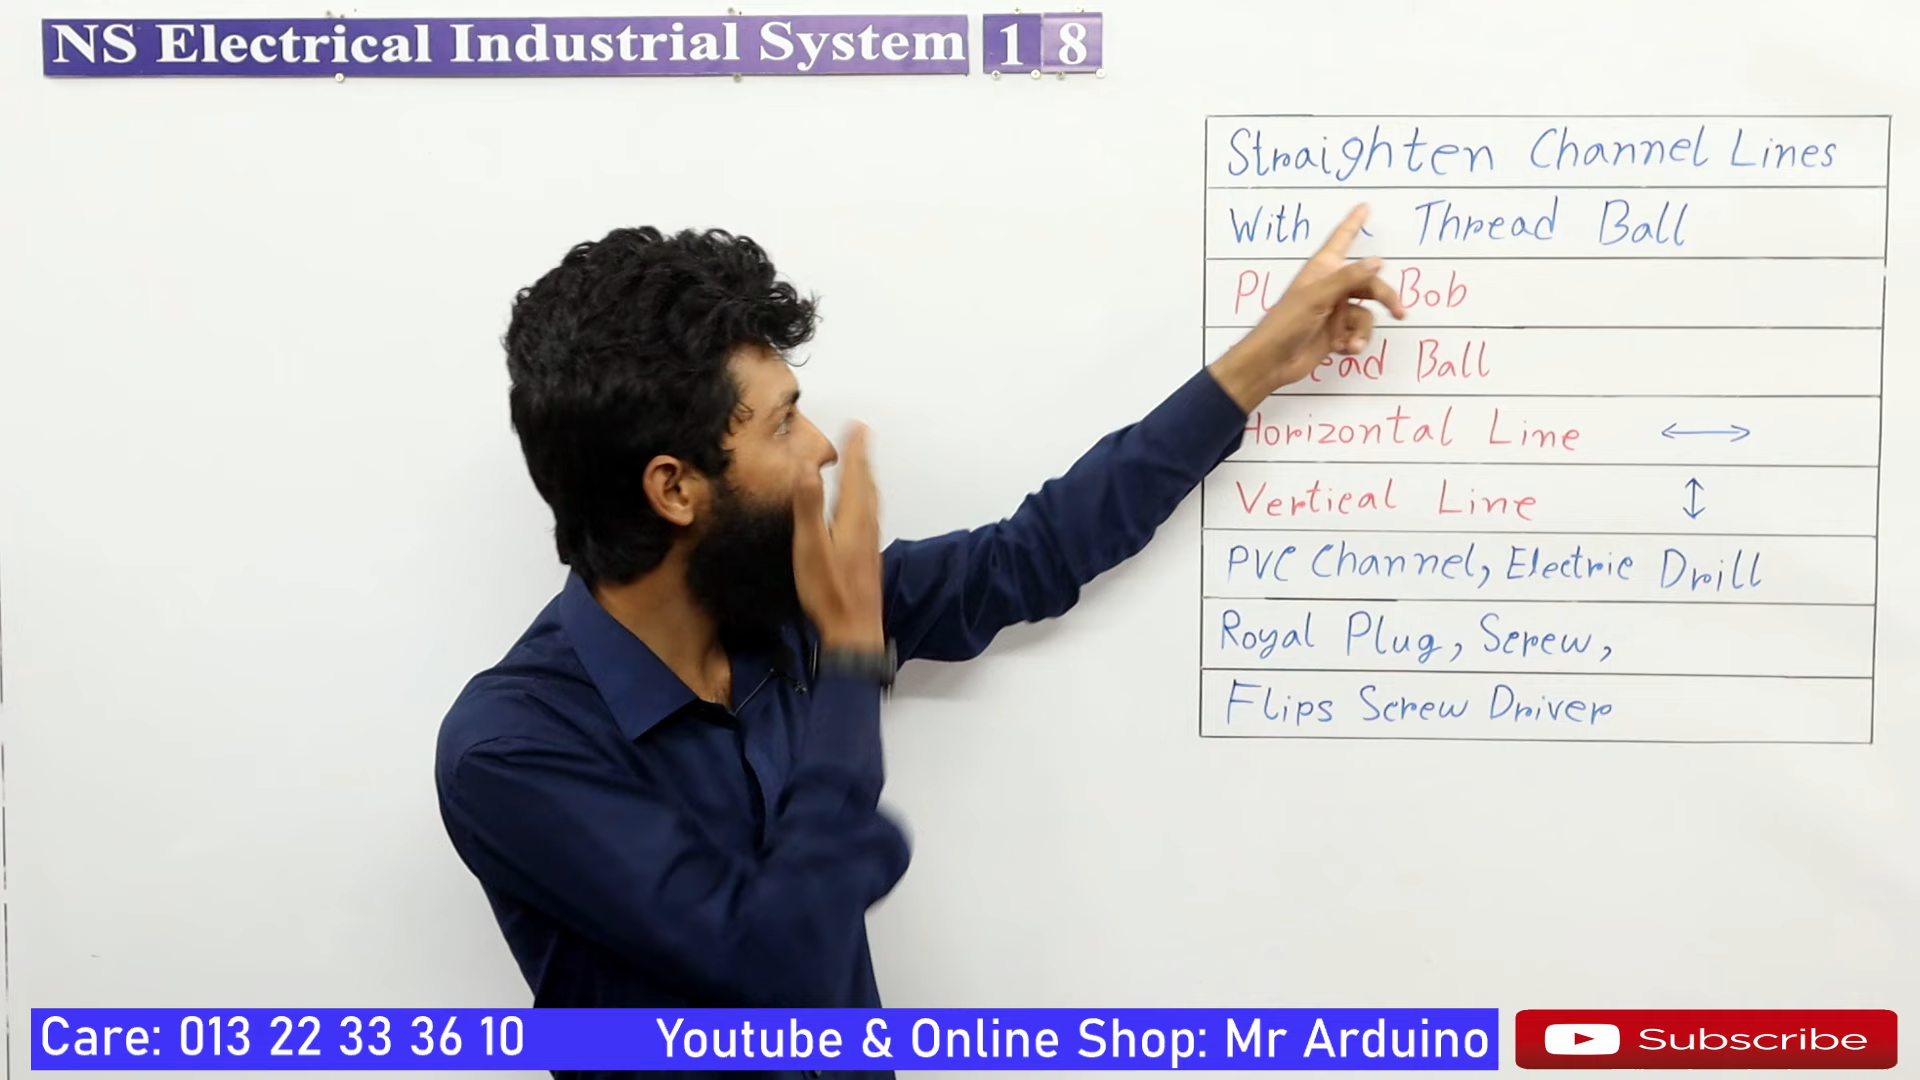 NS Electrical Industrial System 18
Straighten Channel Lines
With Thread Ball
Bob
Ball
Horizontal Line ↔
Vertical Line ↕
PVC Channel, Electric Drill
Royal Plug, Screw,
Flips Screw Driver
Care: 013 22 33 36 10 Youtube & Online Shop: Mr Arduino
Subscribe